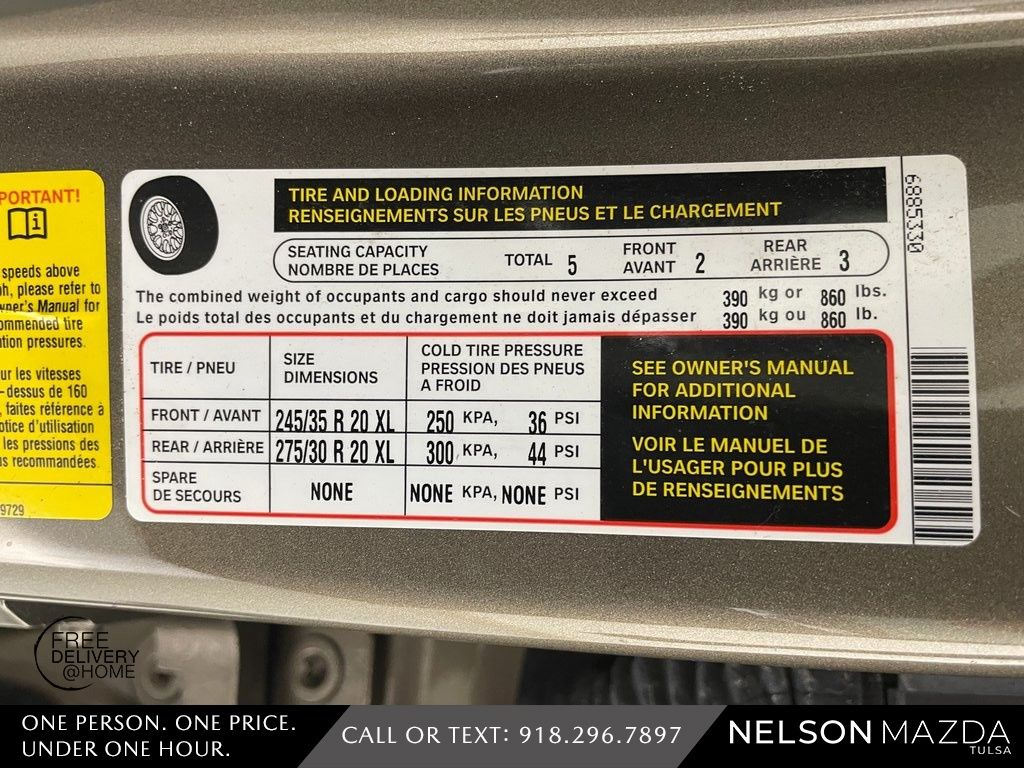 PORTANT!
speeds above
ph, please refer to
wner's Manual for
ommended tire
tion pressures.
ur les vitesses
-dessus de 160
, faites référence à
otice d'utilisation
les pressions des
us recommandées.
9729
TIRE AND LOADING INFORMATION
RENSEIGNEMENTS SUR LES PNEUS ET LE CHARGEMENT
SEATING CAPACITY
NOMBRE DE PLACES
TOTAL 5
FRONT
AVANT 2
REAR
ARRIÈRE 3
The combined weight of occupants and cargo should never exceed 390 kg or 860 lbs.
Le poids total des occupants et du chargement ne doit jamais dépasser 390 kg ou 860 lb.
TIRE / PNEU
SIZE
DIMENSIONS
COLD TIRE PRESSURE
PRESSION DES PNEUS
A FROID
FRONT / AVANT 245/35 R 20 XL 250 KPA, 36 PSI
REAR / ARRIÈRE 275/30 R 20 XL 300 KPA, 44 PSI
SPARE
DE SECOURS
NONE NONE KPA, NONE PSI
SEE OWNER'S MANUAL
FOR ADDITIONAL
INFORMATION
VOIR LE MANUEL DE
L'USAGER POUR PLUS
DE RENSEIGNEMENTS
6885330
FREE
DELIVERY
@HOME
ONE PERSON. ONE PRICE.
UNDER ONE HOUR.
CALL OR TEXT: 918.296.7897
NELSON MAZDA
TULSA